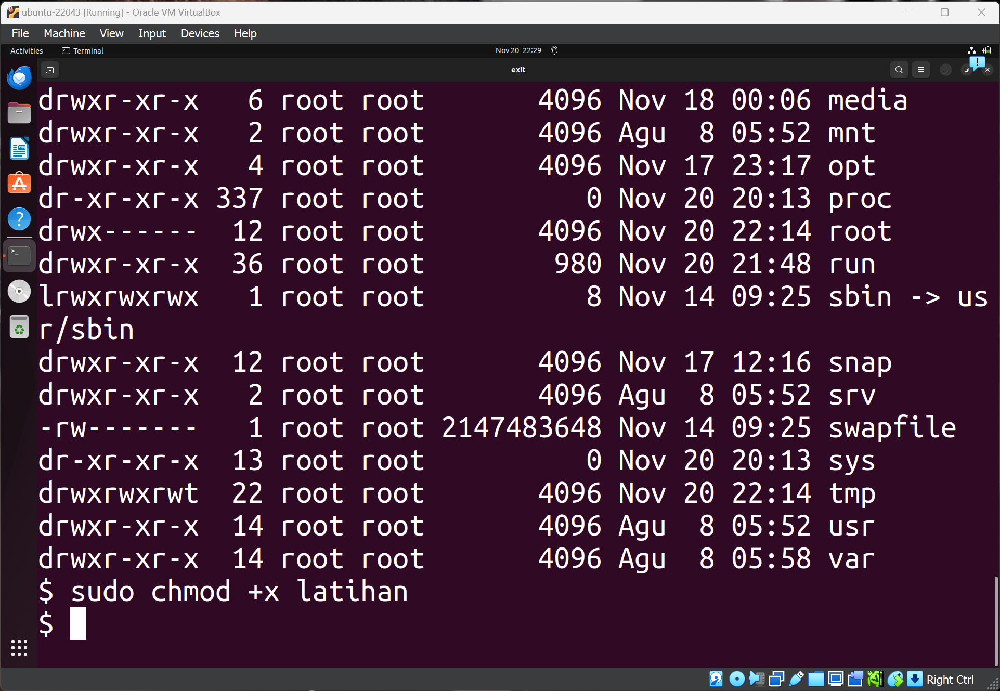 ubuntu-22043 [Running] - Oracle VM VirtualBox
File Machine View Input Devices Help
Activities Terminal Nov 20 22:29
exit
drwxr-xr-x   6 root root       4096 Nov 18 00:06 media
drwxr-xr-x   2 root root       4096 Agu  8 05:52 mnt
drwxr-xr-x   4 root root       4096 Nov 17 23:17 opt
dr-xr-xr-x 337 root root          0 Nov 20 20:13 proc
drwx------  12 root root       4096 Nov 20 22:14 root
drwxr-xr-x  36 root root        980 Nov 20 21:48 run
lrwxrwxrwx   1 root root          8 Nov 14 09:25 sbin -> us
r/sbin
drwxr-xr-x  12 root root       4096 Nov 17 12:16 snap
drwxr-xr-x   2 root root       4096 Agu  8 05:52 srv
-rw-------   1 root root 2147483648 Nov 14 09:25 swapfile
dr-xr-xr-x  13 root root          0 Nov 20 20:13 sys
drwxrwxrwt  22 root root       4096 Nov 20 22:14 tmp
drwxr-xr-x  14 root root       4096 Agu  8 05:52 usr
drwxr-xr-x  14 root root       4096 Agu  8 05:58 var
$ sudo chmod +x latihan
$
Right Ctrl